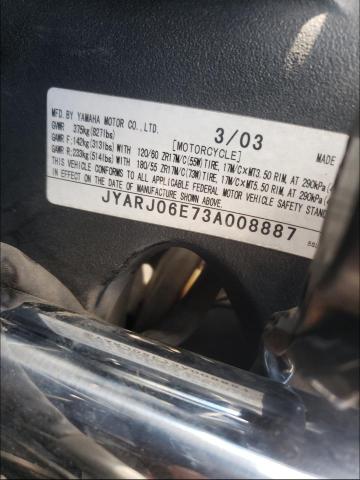 MFD.BY YAMAHA MOTOR CO.,LTD. 3/03 MADE
GVWR 375kg(827lbs) [MOTORCYCLE]
GAWR F:142kg(313lbs)WITH 120/60 ZR17M/C(55W)TIRE, 17M/C×MT3.50 RIM, AT 290kPa
GAWR R:233kg(514lbs)WITH 180/55 ZR17M/C(73W)TIRE, 17M/C×MT5.50 RIM, AT 290kPa
THIS VEHICLE CONFORMS TO ALL APPLICABLE FEDERAL MOTOR VEHICLE SAFETY STAND
IN EFFECT ON THE DATE OF MANUFACTURE SHOWN ABOVE.
JYARJ06E73A008887